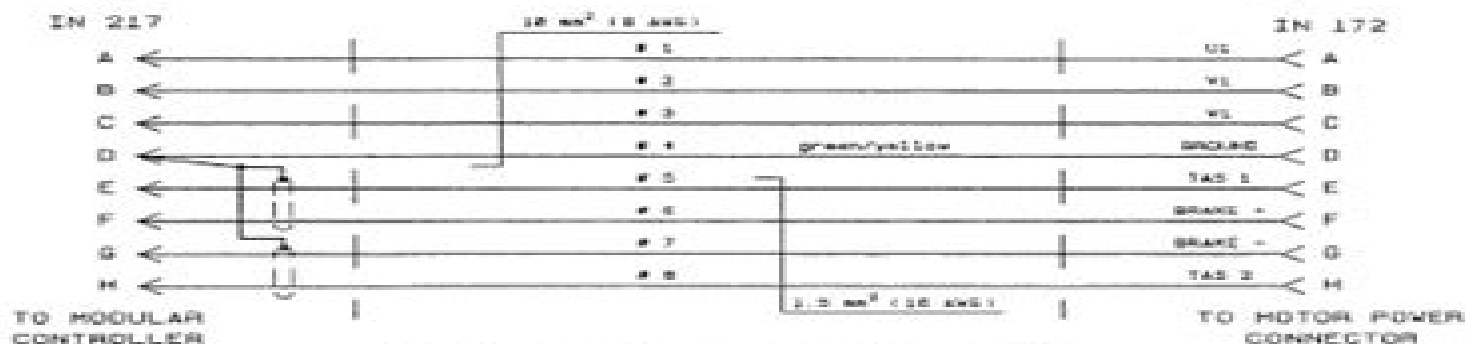 IN 217
10 mm² (8 AWG)
IN 172
A # 1 U1 A
B # 2 V1 B
C # 3 C
D # 4 green/yellow GROUND D
E # 5 TAS 1 E
F # 6 BRAKE + F
G # 7 BRAKE - G
H # 8 TAS 2 H
1.5 mm² (16 AWG)
TO MODULAR
CONTROLLER
TO MOTOR POWER
CONNECTOR